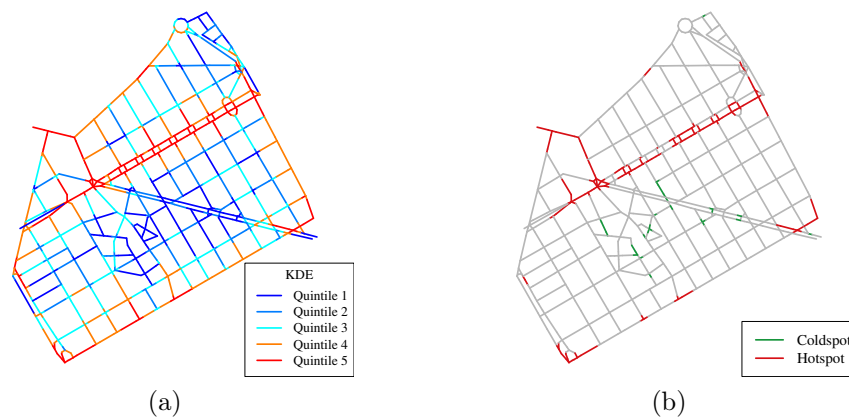 KDE
Quintile 1
Quintile 2
Quintile 3
Quintile 4
Quintile 5
(a)
Coldspot
Hotspot
(b)